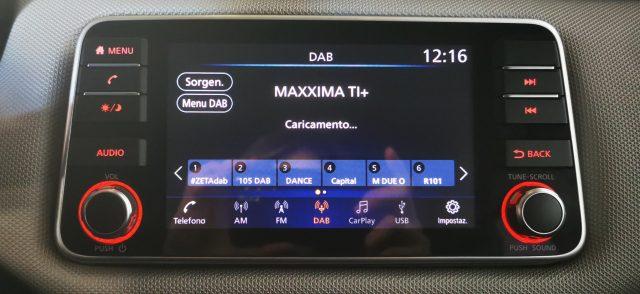 MENU
AUDIO
VOL
PUSH
DAB
12:16
Sorgen.
Menu DAB
MAXXIMA TI+
Caricamento...
1 2 3 4 5 6
#ZETAdab '105 DAB DANCE Capital M DUE O R101
Telefono AM FM DAB CarPlay USB Impostaz.
BACK
TUNE-SCROLL
PUSH SOUND